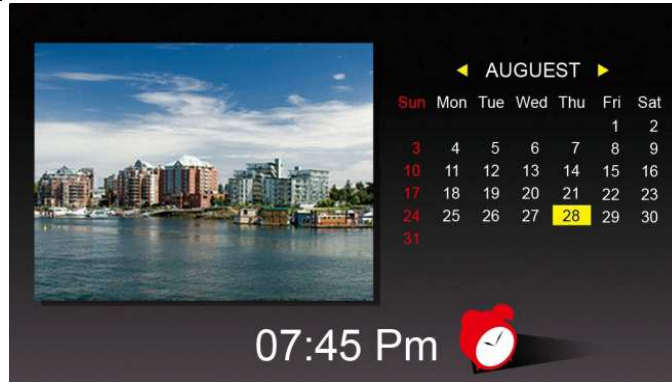 AUGUEST
Sun Mon Tue Wed Thu Fri Sat
1 2
3 4 5 6 7 8 9
10 11 12 13 14 15 16
17 18 19 20 21 22 23
24 25 26 27 28 29 30
31
07:45 Pm